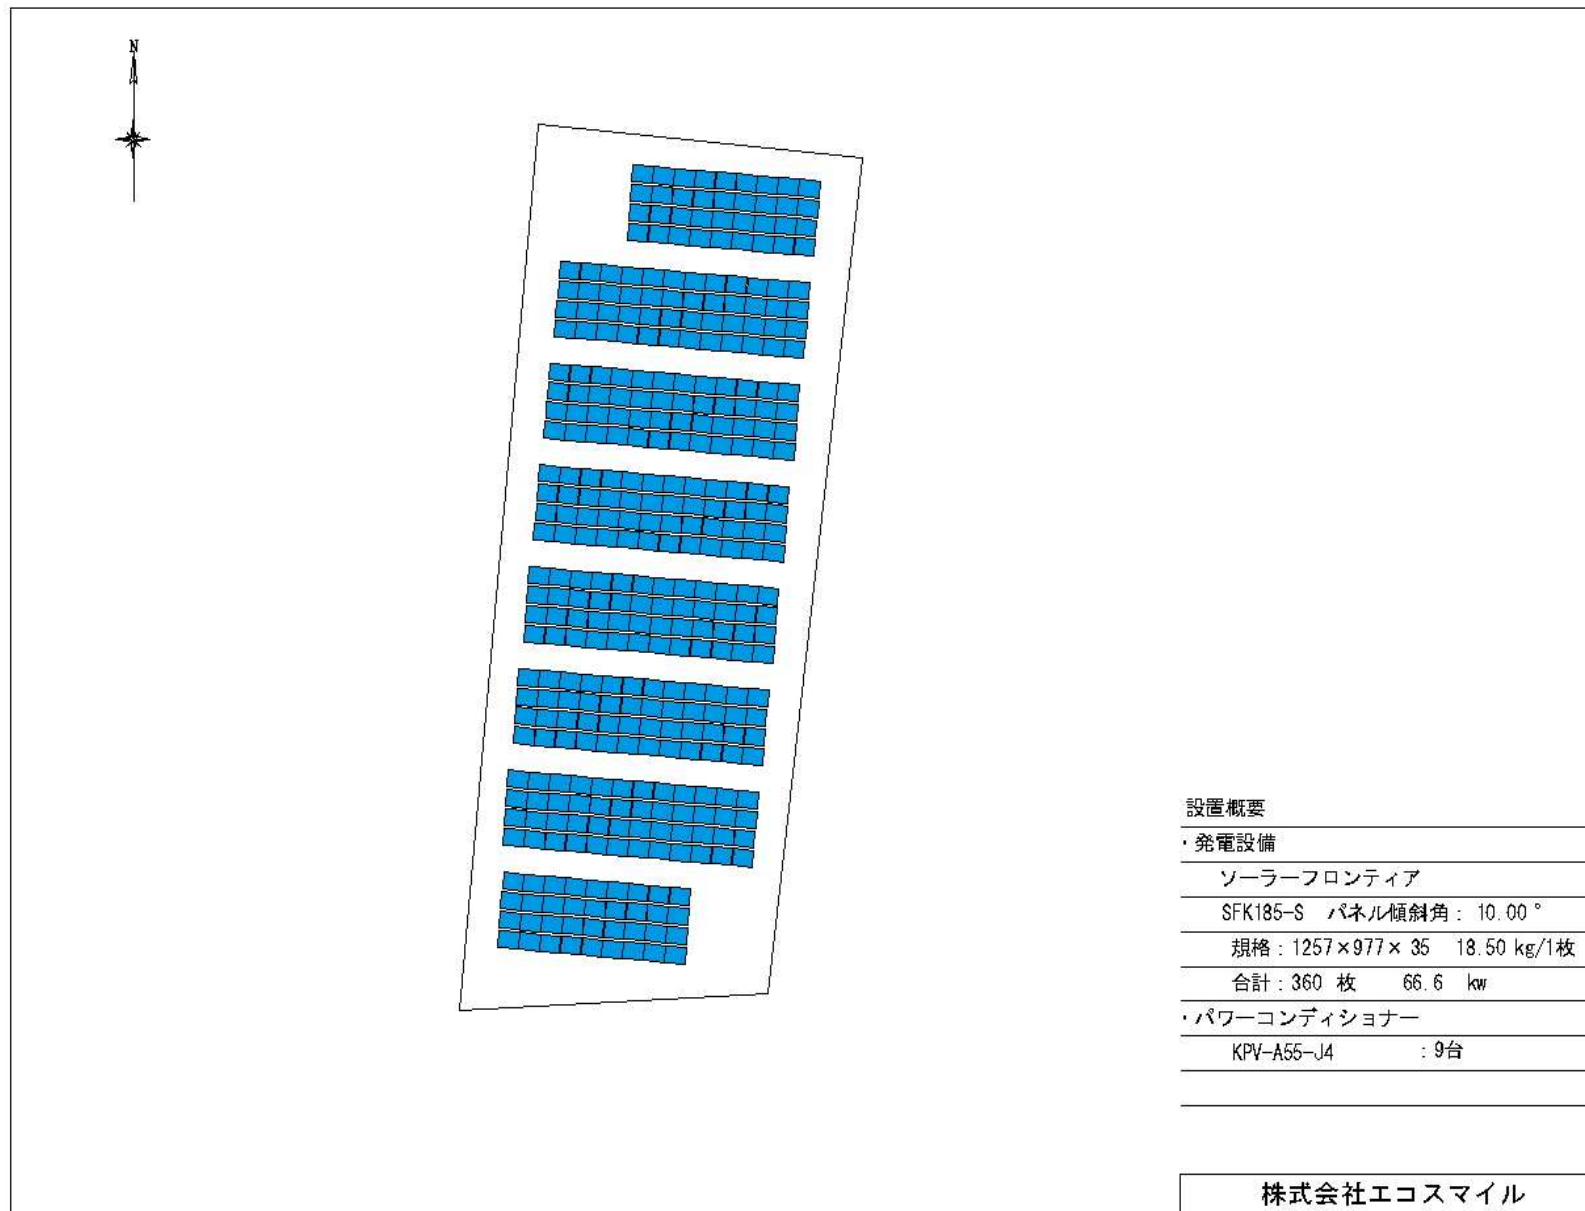 N
設置概要
・発電設備
ソーラーフロンティア
SFK185-S パネル傾斜角： 10.00°
規格：1257×977× 35 18.50 kg/1枚
合計：360 枚 66.6 kw
・パワーコンディショナー
KPV-A55-J4 ：9台
株式会社エコスマイル